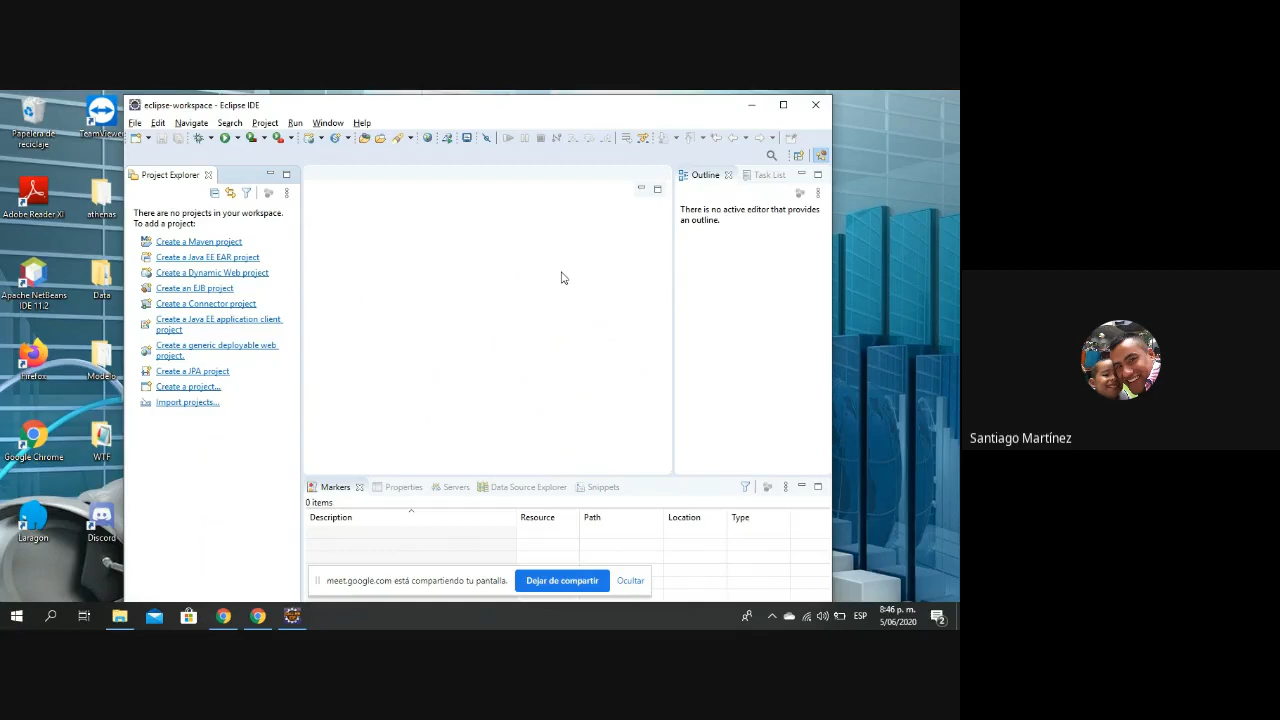 Papelera de
reciclaje
TeamViewer
Adobe Reader XI
athenas
Apache NetBeans
IDE 11.2
Data
Firefox
Modelo
Google Chrome
WTF
Laragon
Discord
eclipse-workspace - Eclipse IDE
File Edit Navigate Search Project Run Window Help
Project Explorer
There are no projects in your workspace.
To add a project:
Create a Maven project
Create a Java EE EAR project
Create a Dynamic Web project
Create an EJB project
Create a Connector project
Create a Java EE application client
project
Create a generic deployable web
project.
Create a JPA project
Create a project...
Import projects...
Outline Task List
There is no active editor that provides
an outline.
Markers Properties Servers Data Source Explorer Snippets
0 items
Description Resource Path Location Type
meet.google.com está compartiendo tu pantalla. Dejar de compartir Ocultar
ESP
8:46 p. m.
5/06/2020
2
Santiago Martínez